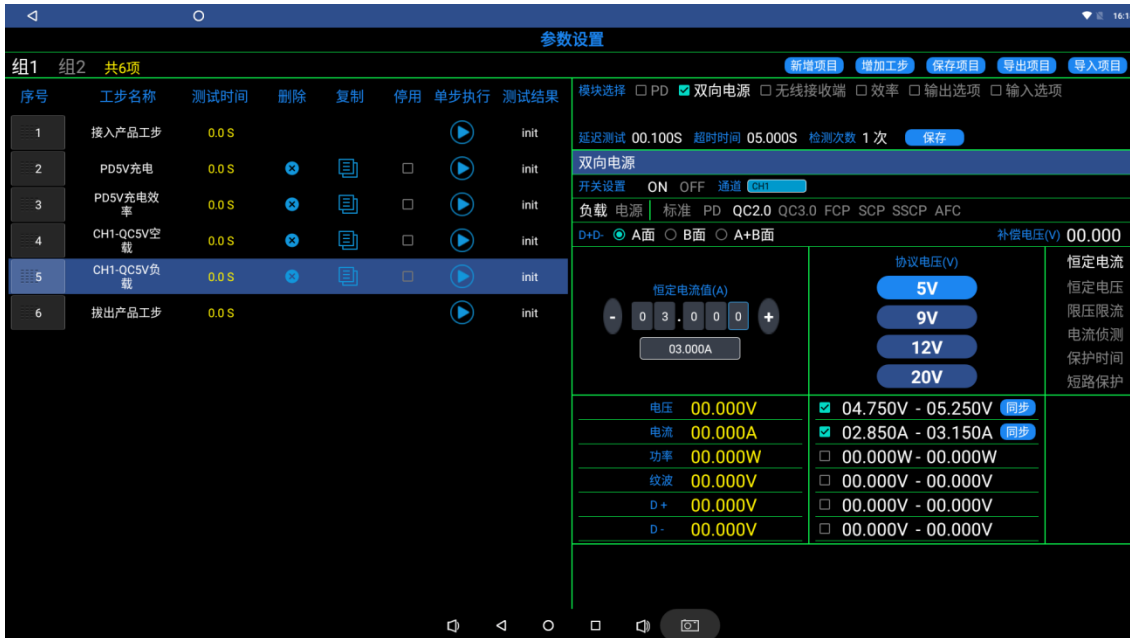 16:1
参数设置
组1 组2 共6项
新增项目 增加工步 保存项目 导出项目 导入项目
序号 工步名称 测试时间 删除 复制 停用 单步执行 测试结果
1 接入产品工步 0.0 S init
2 PD5V充电 0.0 S init
3 PD5V充电效率 0.0 S init
4 CH1-QC5V空载 0.0 S init
5 CH1-QC5V负载 0.0 S init
6 拔出产品工步 0.0 S init
模块选择 PD 双向电源 无线接收端 效率 输出选项 输入选项
延迟测试 00.100S 超时时间 05.000S 检测次数 1 次 保存
双向电源
开关设置 ON OFF 通道 CH1
负载 电源 标准 PD QC2.0 QC3.0 FCP SCP SSCP AFC
D+D- A面 B面 A+B面 补偿电压(V) 00.000
恒定电流值(A)
- 0 3 . 0 0 0 +
03.000A
协议电压(V)
5V
9V
12V
20V
恒定电流
恒定电压
限压限流
电流侦测
保护时间
短路保护
电压 00.000V 04.750V - 05.250V 同步
电流 00.000A 02.850A - 03.150A 同步
功率 00.000W 00.000W - 00.000W
纹波 00.000V 00.000V - 00.000V
D + 00.000V 00.000V - 00.000V
D - 00.000V 00.000V - 00.000V